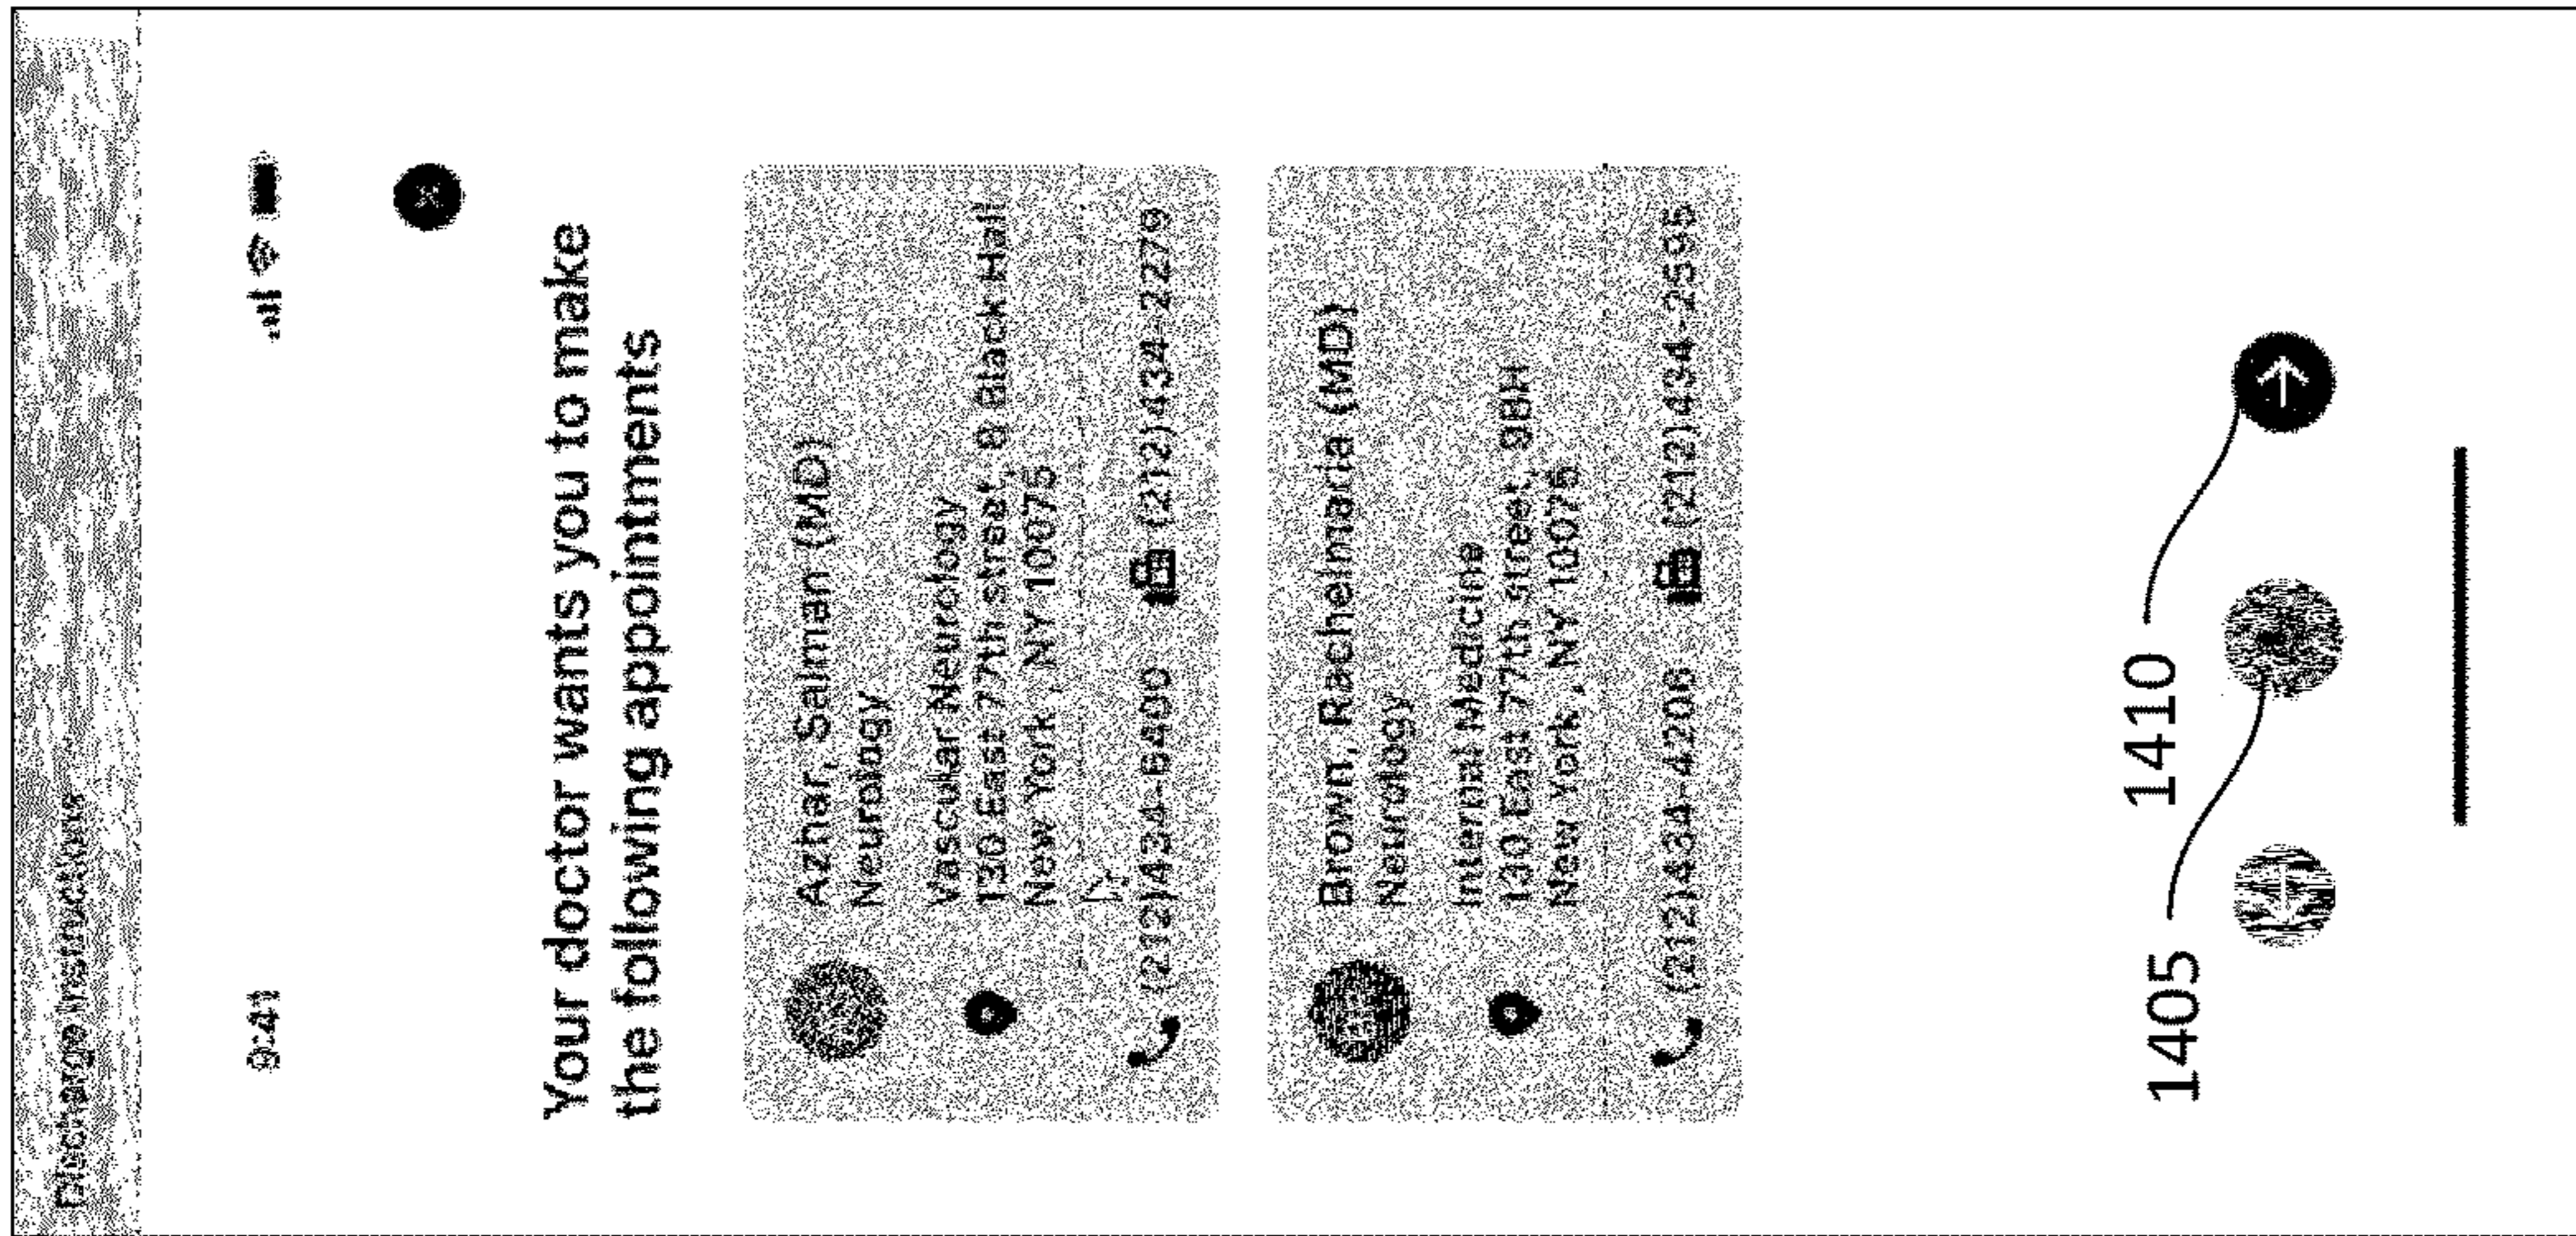 Discharge Instructions
9:41
Your doctor wants you to make
the following appointments
Azhar, Salman (MD)
Neurology
Vascular Neurology
130 East 77th street, 8 Black Hall
New York, NY 10075
(212)434-6400 (212)434-2279
Brown, Rachelmaria (MD)
Neurology
Internal Medicine
130 East 77th street, 9BH
New York, NY 10075
(212)434-4206 (212)434-2595
1405
1410